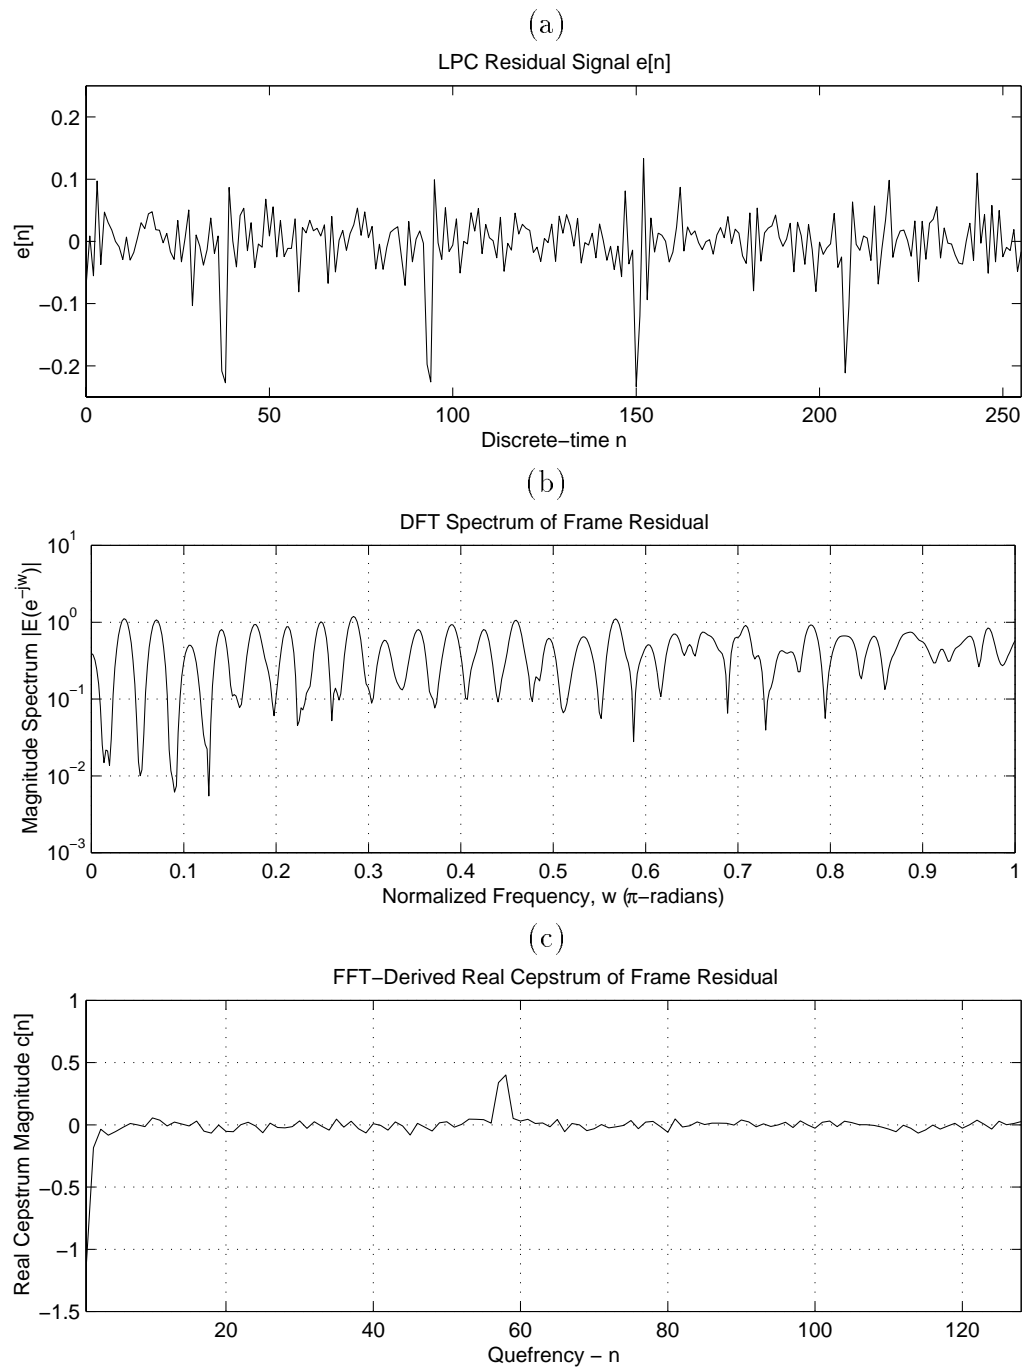 (a)
LPC Residual Signal e[n]
0.2
0.1
0
−0.1
−0.2
e[n]
0 50 100 150 200 250
Discrete−time n
(b)
DFT Spectrum of Frame Residual
10^1
10^0
10^−1
10^−2
10^−3
Magnitude Spectrum |E(e^−jw)|
0 0.1 0.2 0.3 0.4 0.5 0.6 0.7 0.8 0.9 1
Normalized Frequency, w (π−radians)
(c)
FFT−Derived Real Cepstrum of Frame Residual
1
0.5
0
−0.5
−1
−1.5
Real Cepstrum Magnitude c[n]
20 40 60 80 100 120
Quefrency − n